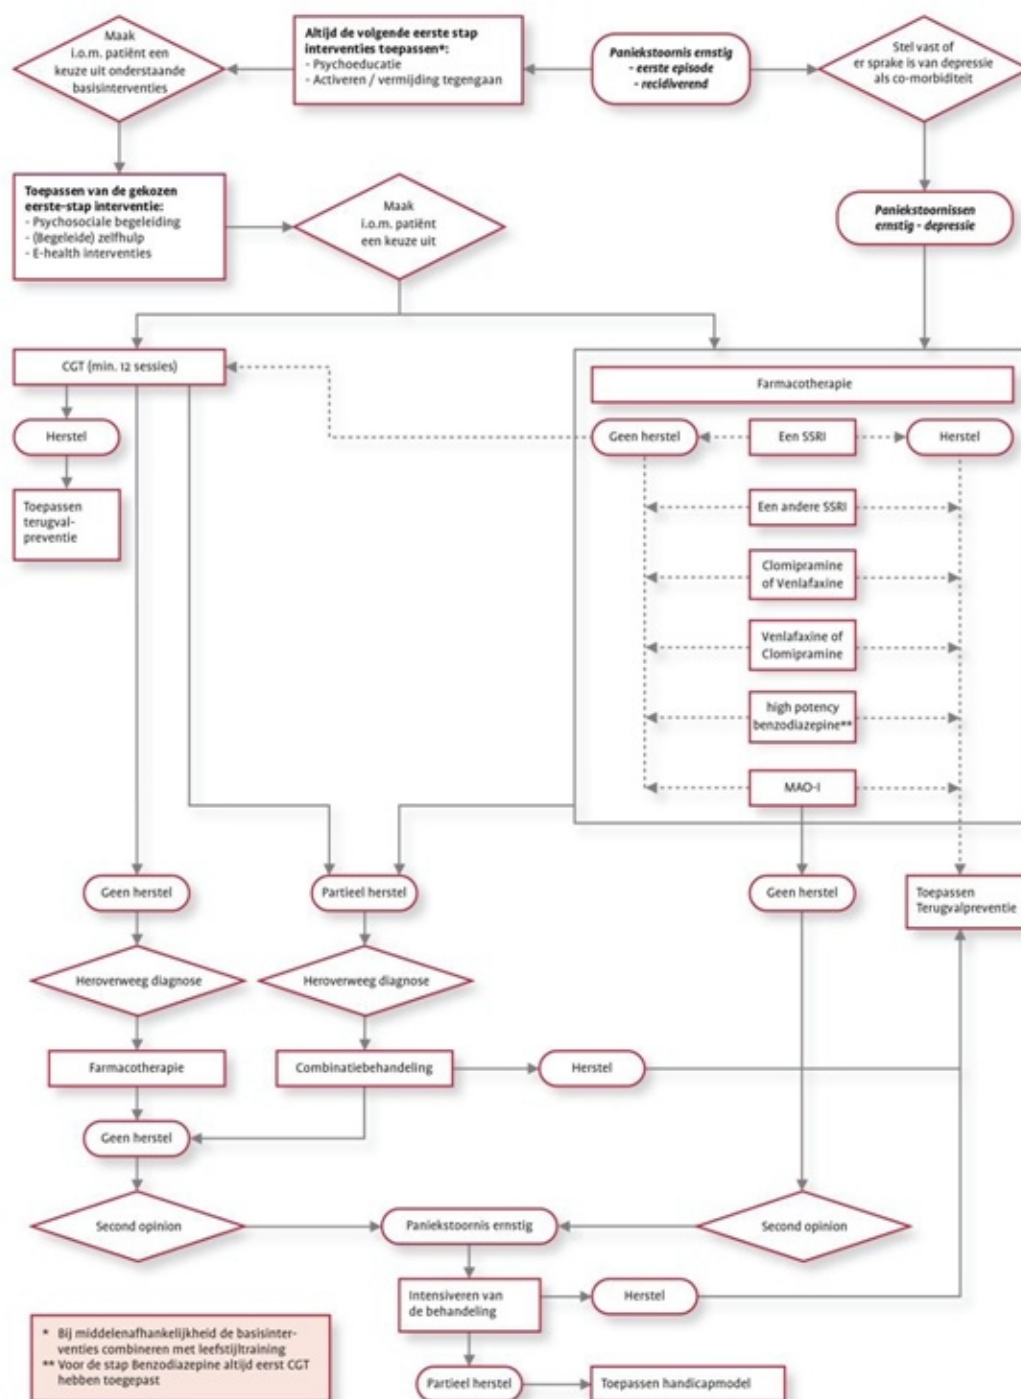 Maak
i.o.m. patiënt een
keuze uit onderstaande
basisinterventies
Altijd de volgende eerste stap
interventies toepassen*:
- Psychoeducatie
- Activeren / vermijding tegengaan
Paniekstoornis ernstig
- eerste episode
- recidiverend
Stel vast of
er sprake is van depressie
als co-morbiditeit
Toepassen van de gekozen
eerste-stap interventie:
- Psychosociale begeleiding
- (Begeleide) zelfhulp
- E-health interventies
Maak
i.o.m. patiënt
een keuze uit
Paniekstoornissen
ernstig - depressie
CGT (min. 12 sessies)
Farmacotherapie
Herstel
Geen herstel
Een SSRI
Herstel
Toepassen
terugval-
preventie
Een andere SSRI
Clomipramine
of Venlafaxine
Venlafaxine of
Clomipramine
high potency
benzodiazepine**
MAO-I
Geen herstel
Partieel herstel
Geen herstel
Toepassen
Terugvalpreventie
Heroverweeg diagnose
Heroverweeg diagnose
Farmacotherapie
Combinatiebehandeling
Herstel
Geen herstel
Second opinion
Paniekstoornis ernstig
Second opinion
Intensiveren van
de behandeling
Herstel
* Bij middelenafhankelijkheid de basisinter-
venties combineren met leefstijltraining
** Voor de stap Benzodiazepine altijd eerst CGT
hebben toegepast
Partieel herstel
Toepassen handicapmodel